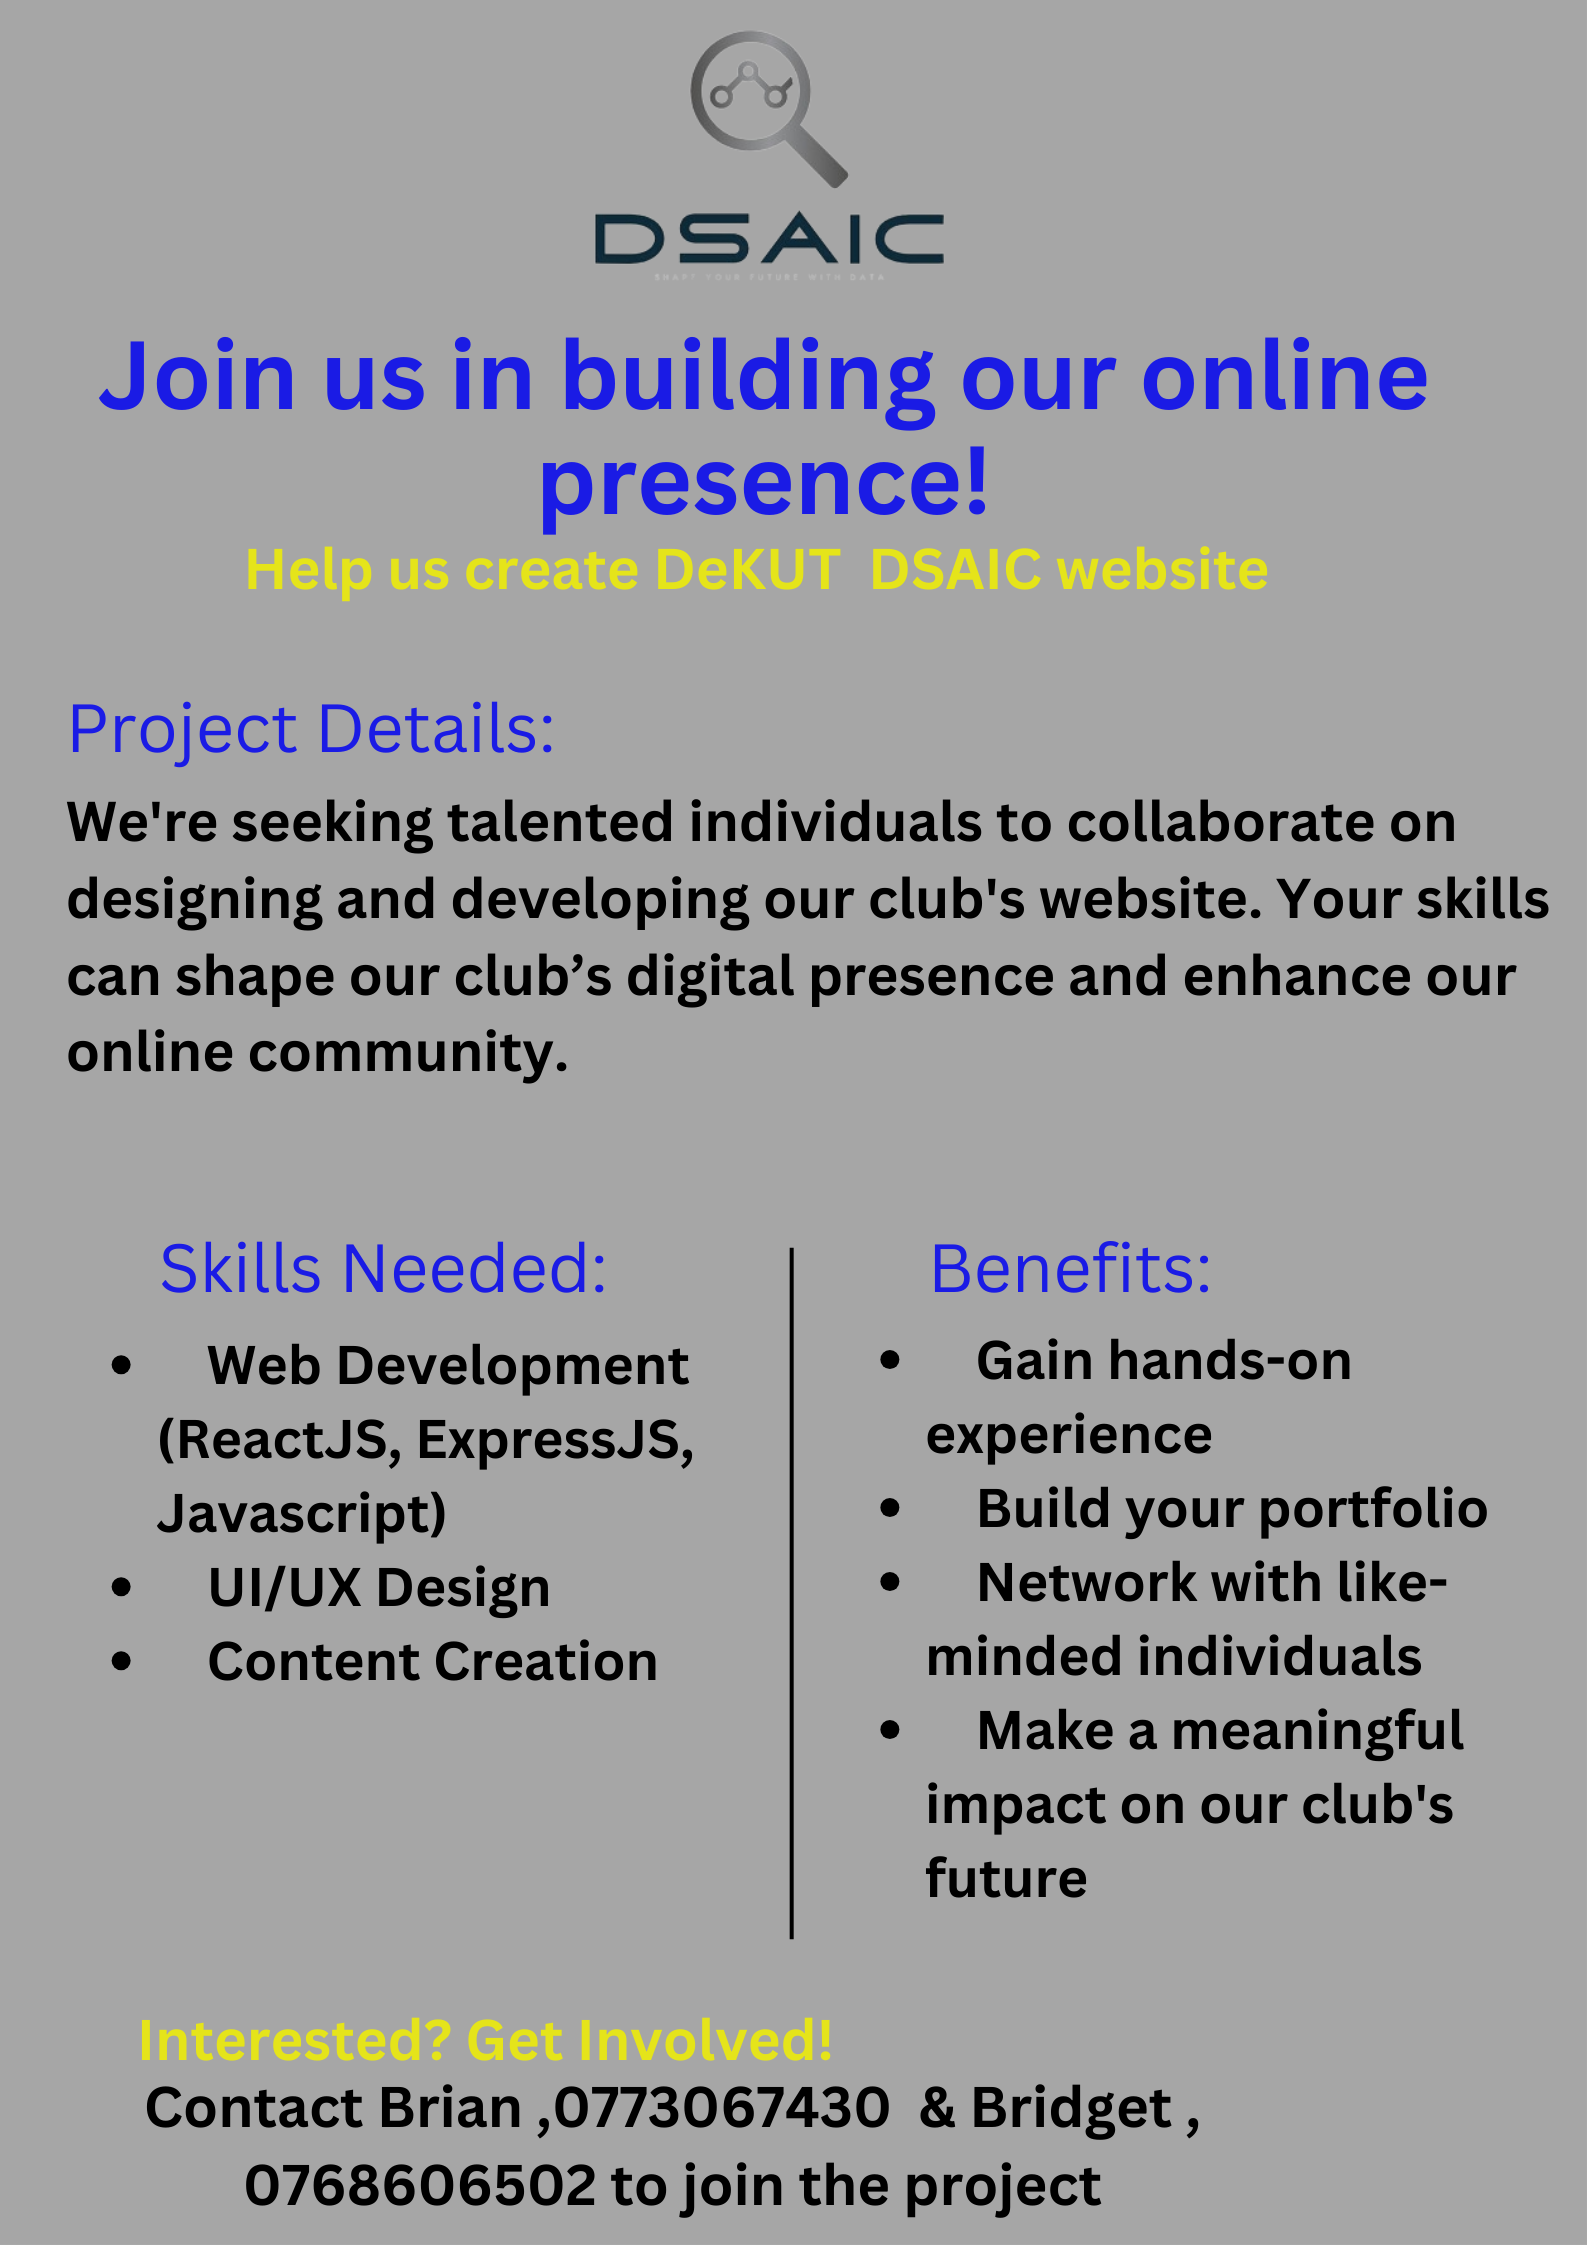 DSAIC
SHAPE YOUR FUTURE WITH DATA
Join us in building our online
presence!
Help us create DeKUT  DSAIC website
Project Details:
We're seeking talented individuals to collaborate on
designing and developing our club's website. Your skills
can shape our club’s digital presence and enhance our
online community.
Skills Needed:
• Web Development
(ReactJS, ExpressJS,
Javascript)
• UI/UX Design
• Content Creation
Benefits:
• Gain hands-on
experience
• Build your portfolio
• Network with like-
minded individuals
• Make a meaningful
impact on our club's
future
Interested? Get Involved!
Contact Brian ,0773067430  & Bridget ,
0768606502 to join the project